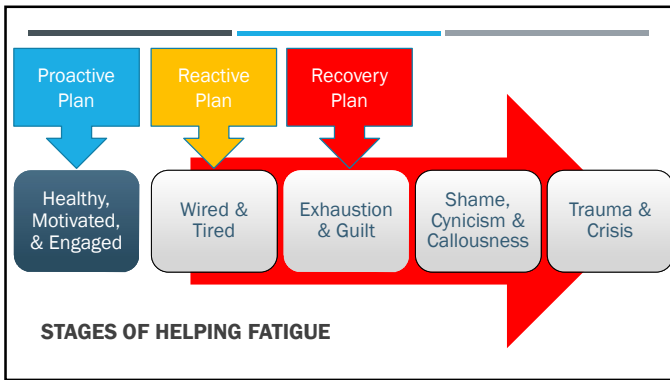 Proactive
Plan
Reactive
Plan
Recovery
Plan
Healthy,
Motivated,
& Engaged
Wired &
Tired
Exhaustion
& Guilt
Shame,
Cynicism &
Callousness
Trauma &
Crisis
STAGES OF HELPING FATIGUE